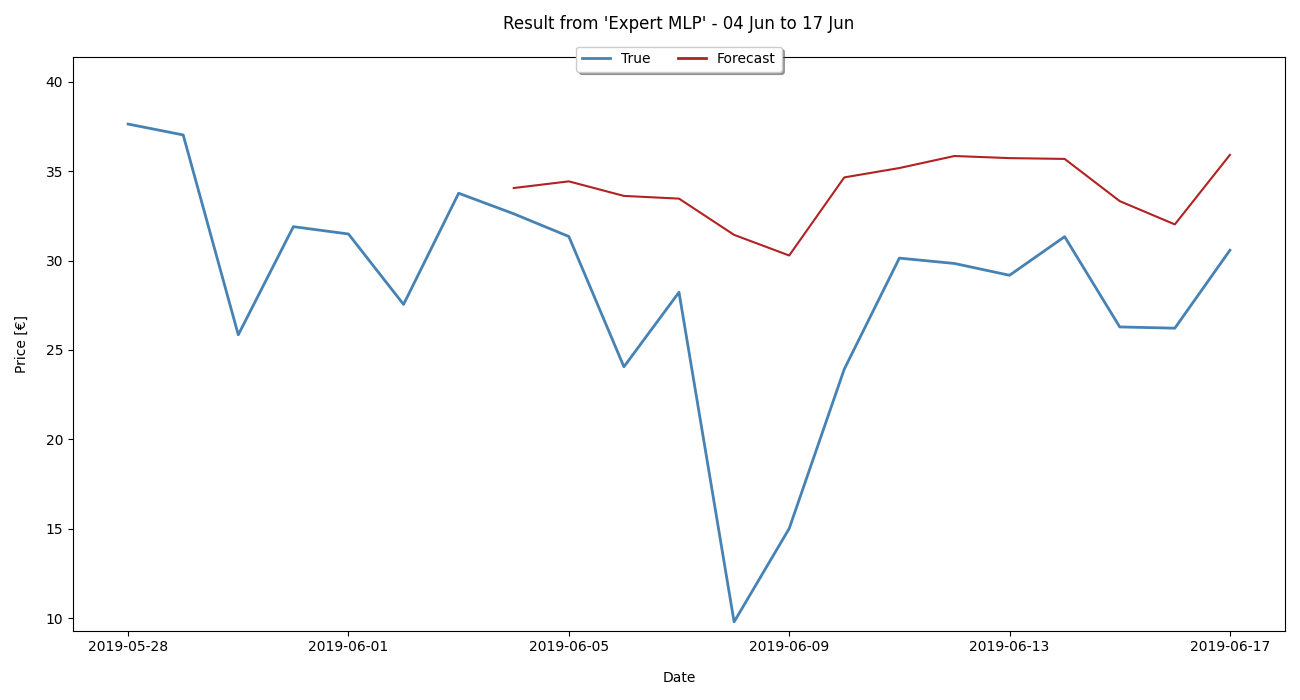 Result from 'Expert MLP' - 04 Jun to 17 Jun
True Forecast
40
35
30
25
20
15
10
Price [€]
2019-05-28 2019-06-01 2019-06-05 2019-06-09 2019-06-13 2019-06-17
Date